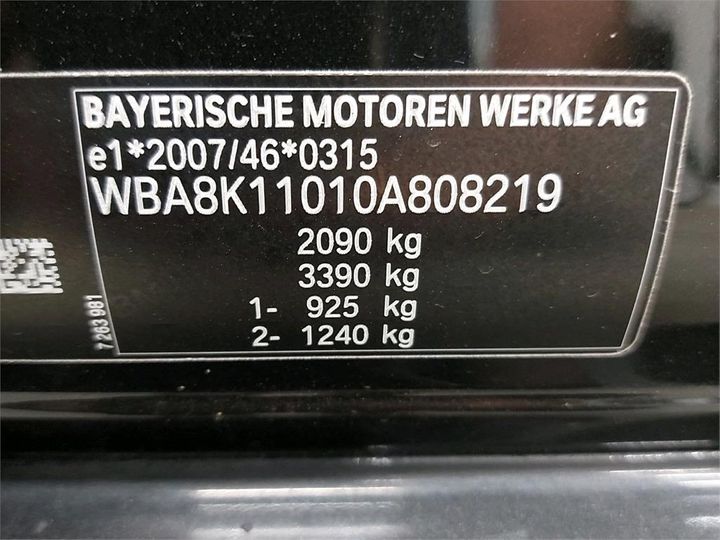 BAYERISCHE MOTOREN WERKE AG
e1*2007/46*0315
WBA8K11010A808219
2090 kg
3390 kg
1- 925 kg
2- 1240 kg
7 263 981